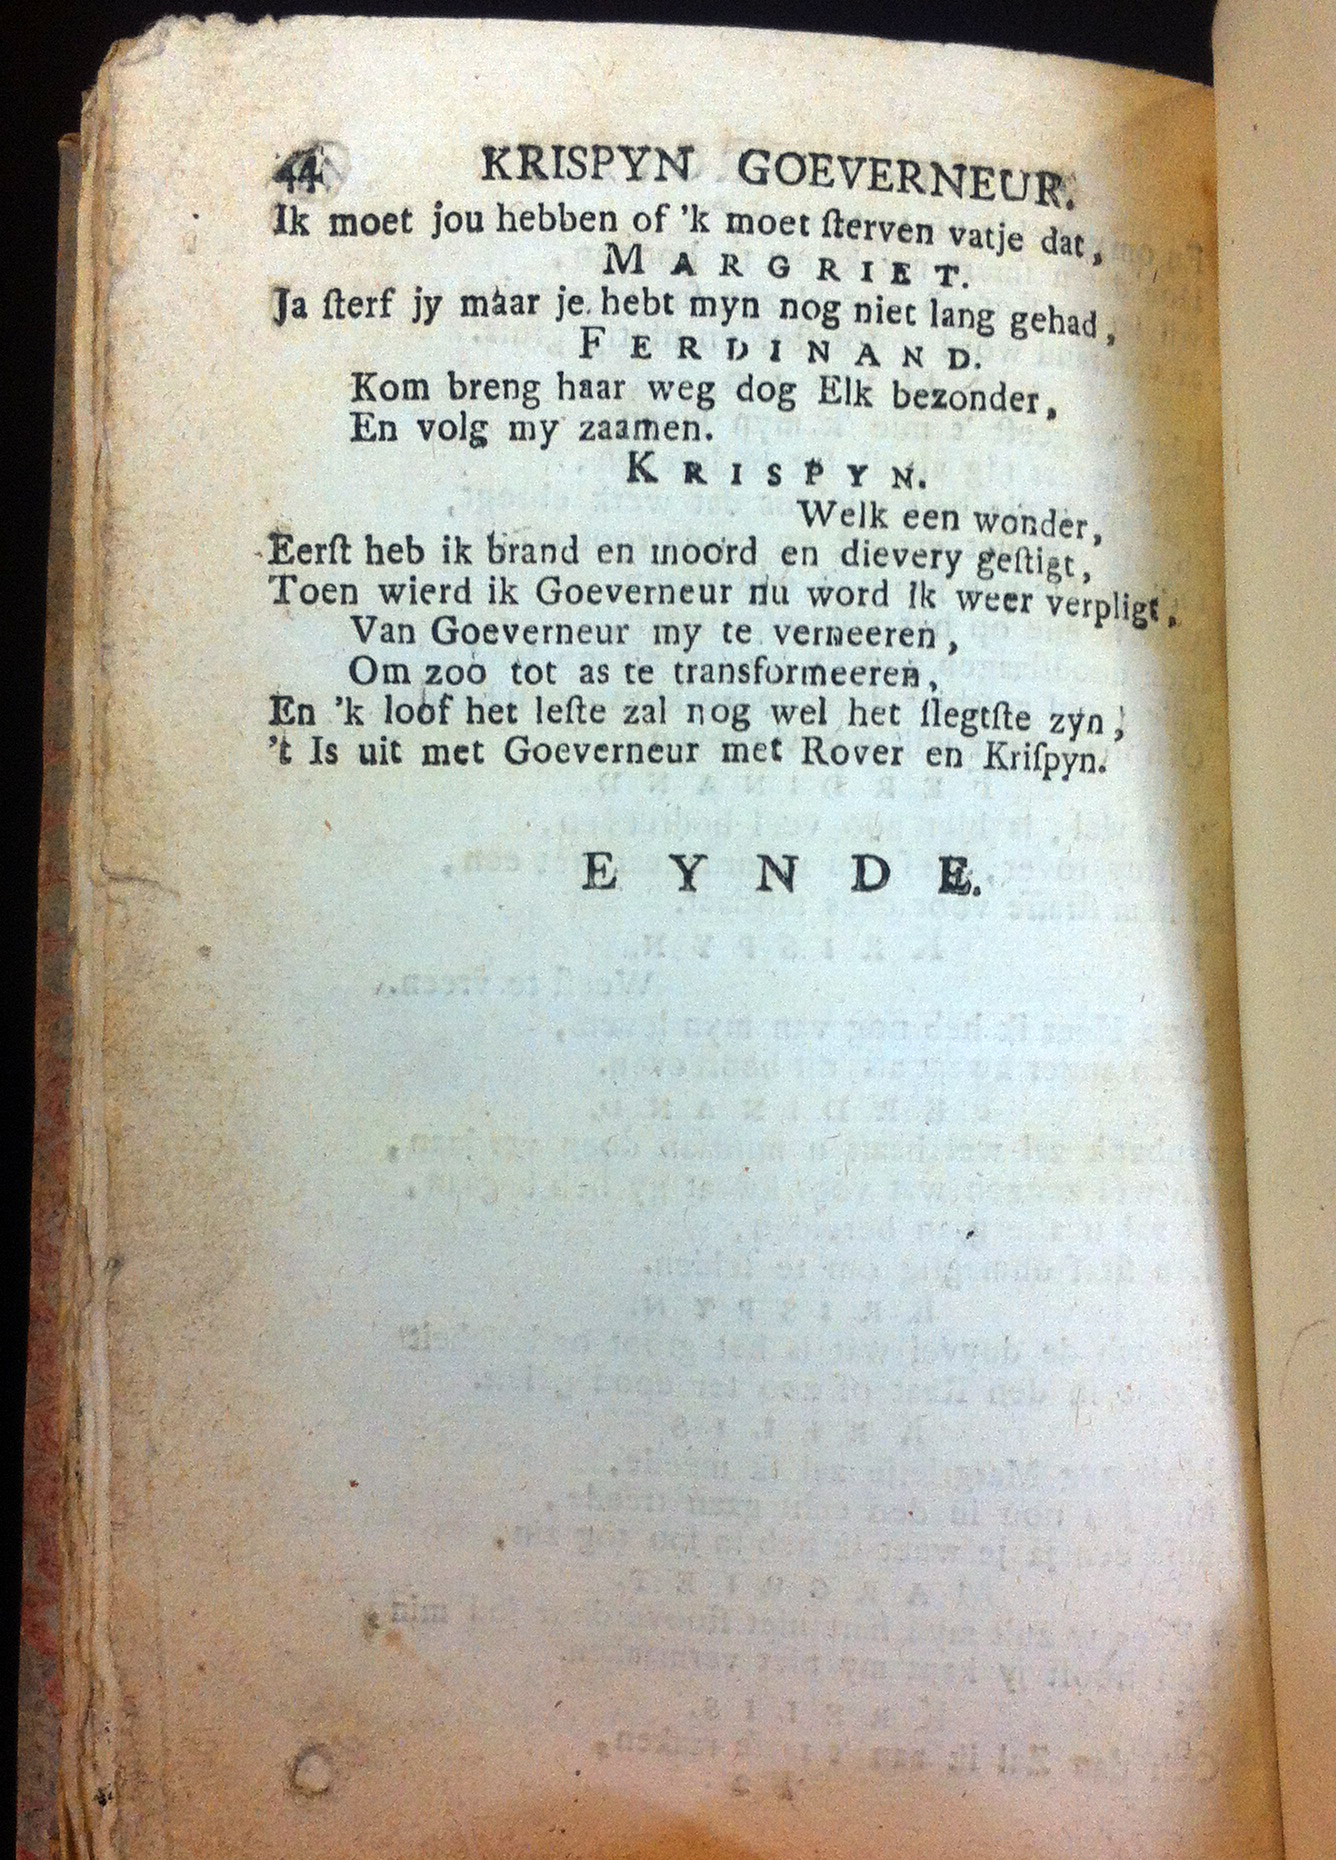 44 KRISPYN GOEVERNEUR.
Ik moet jou hebben of 'k moet ſterven vatje dat,
MARGRIET.
Ja ſterf jy maar je hebt myn nog niet lang gehad,
FERDINAND.
Kom breng haar weg dog Elk bezonder,
En volg my zaamen.
KRISPYN.
Welk een wonder,
Eerſt heb ik brand en moord en dievery geſtigt,
Toen wierd ik Goeverneur nu word ik weer verpligt,
Van Goeverneur my te verneeren,
Om zoo tot as te transformeeren,
En 'k loof het leſte zal nog wel het ſlegtſte zyn,
't Is uit met Goeverneur met Rover en Kriſpyn.
EYNDE.